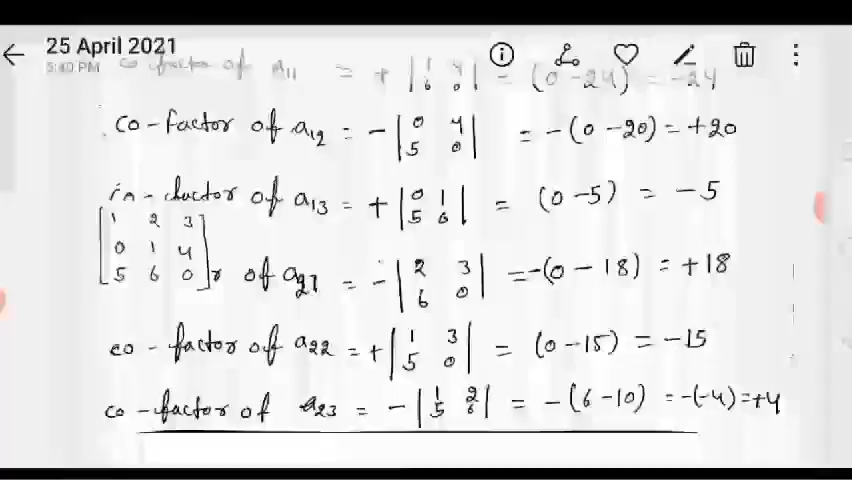 25 April 2021
5:40 PM
co factor of a11 = + |1 4 / 6 0| = (0 - 24) = -24
co-factor of a12 = - |0 4 / 5 0| = -(0 - 20) = +20
factor of a13 = + |0 1 / 5 6| = (0 - 5) = - 5
[1 2 3
0 1 4
5 6 0]
r of a21 = - |2 3 / 6 0| = -(0 - 18) = +18
co - factor of a22 = + |1 3 / 5 0| = (0 - 15) = -15
co - factor of a23 = - |1 2 / 5 6| = -(6 - 10) = -(-4) = +4